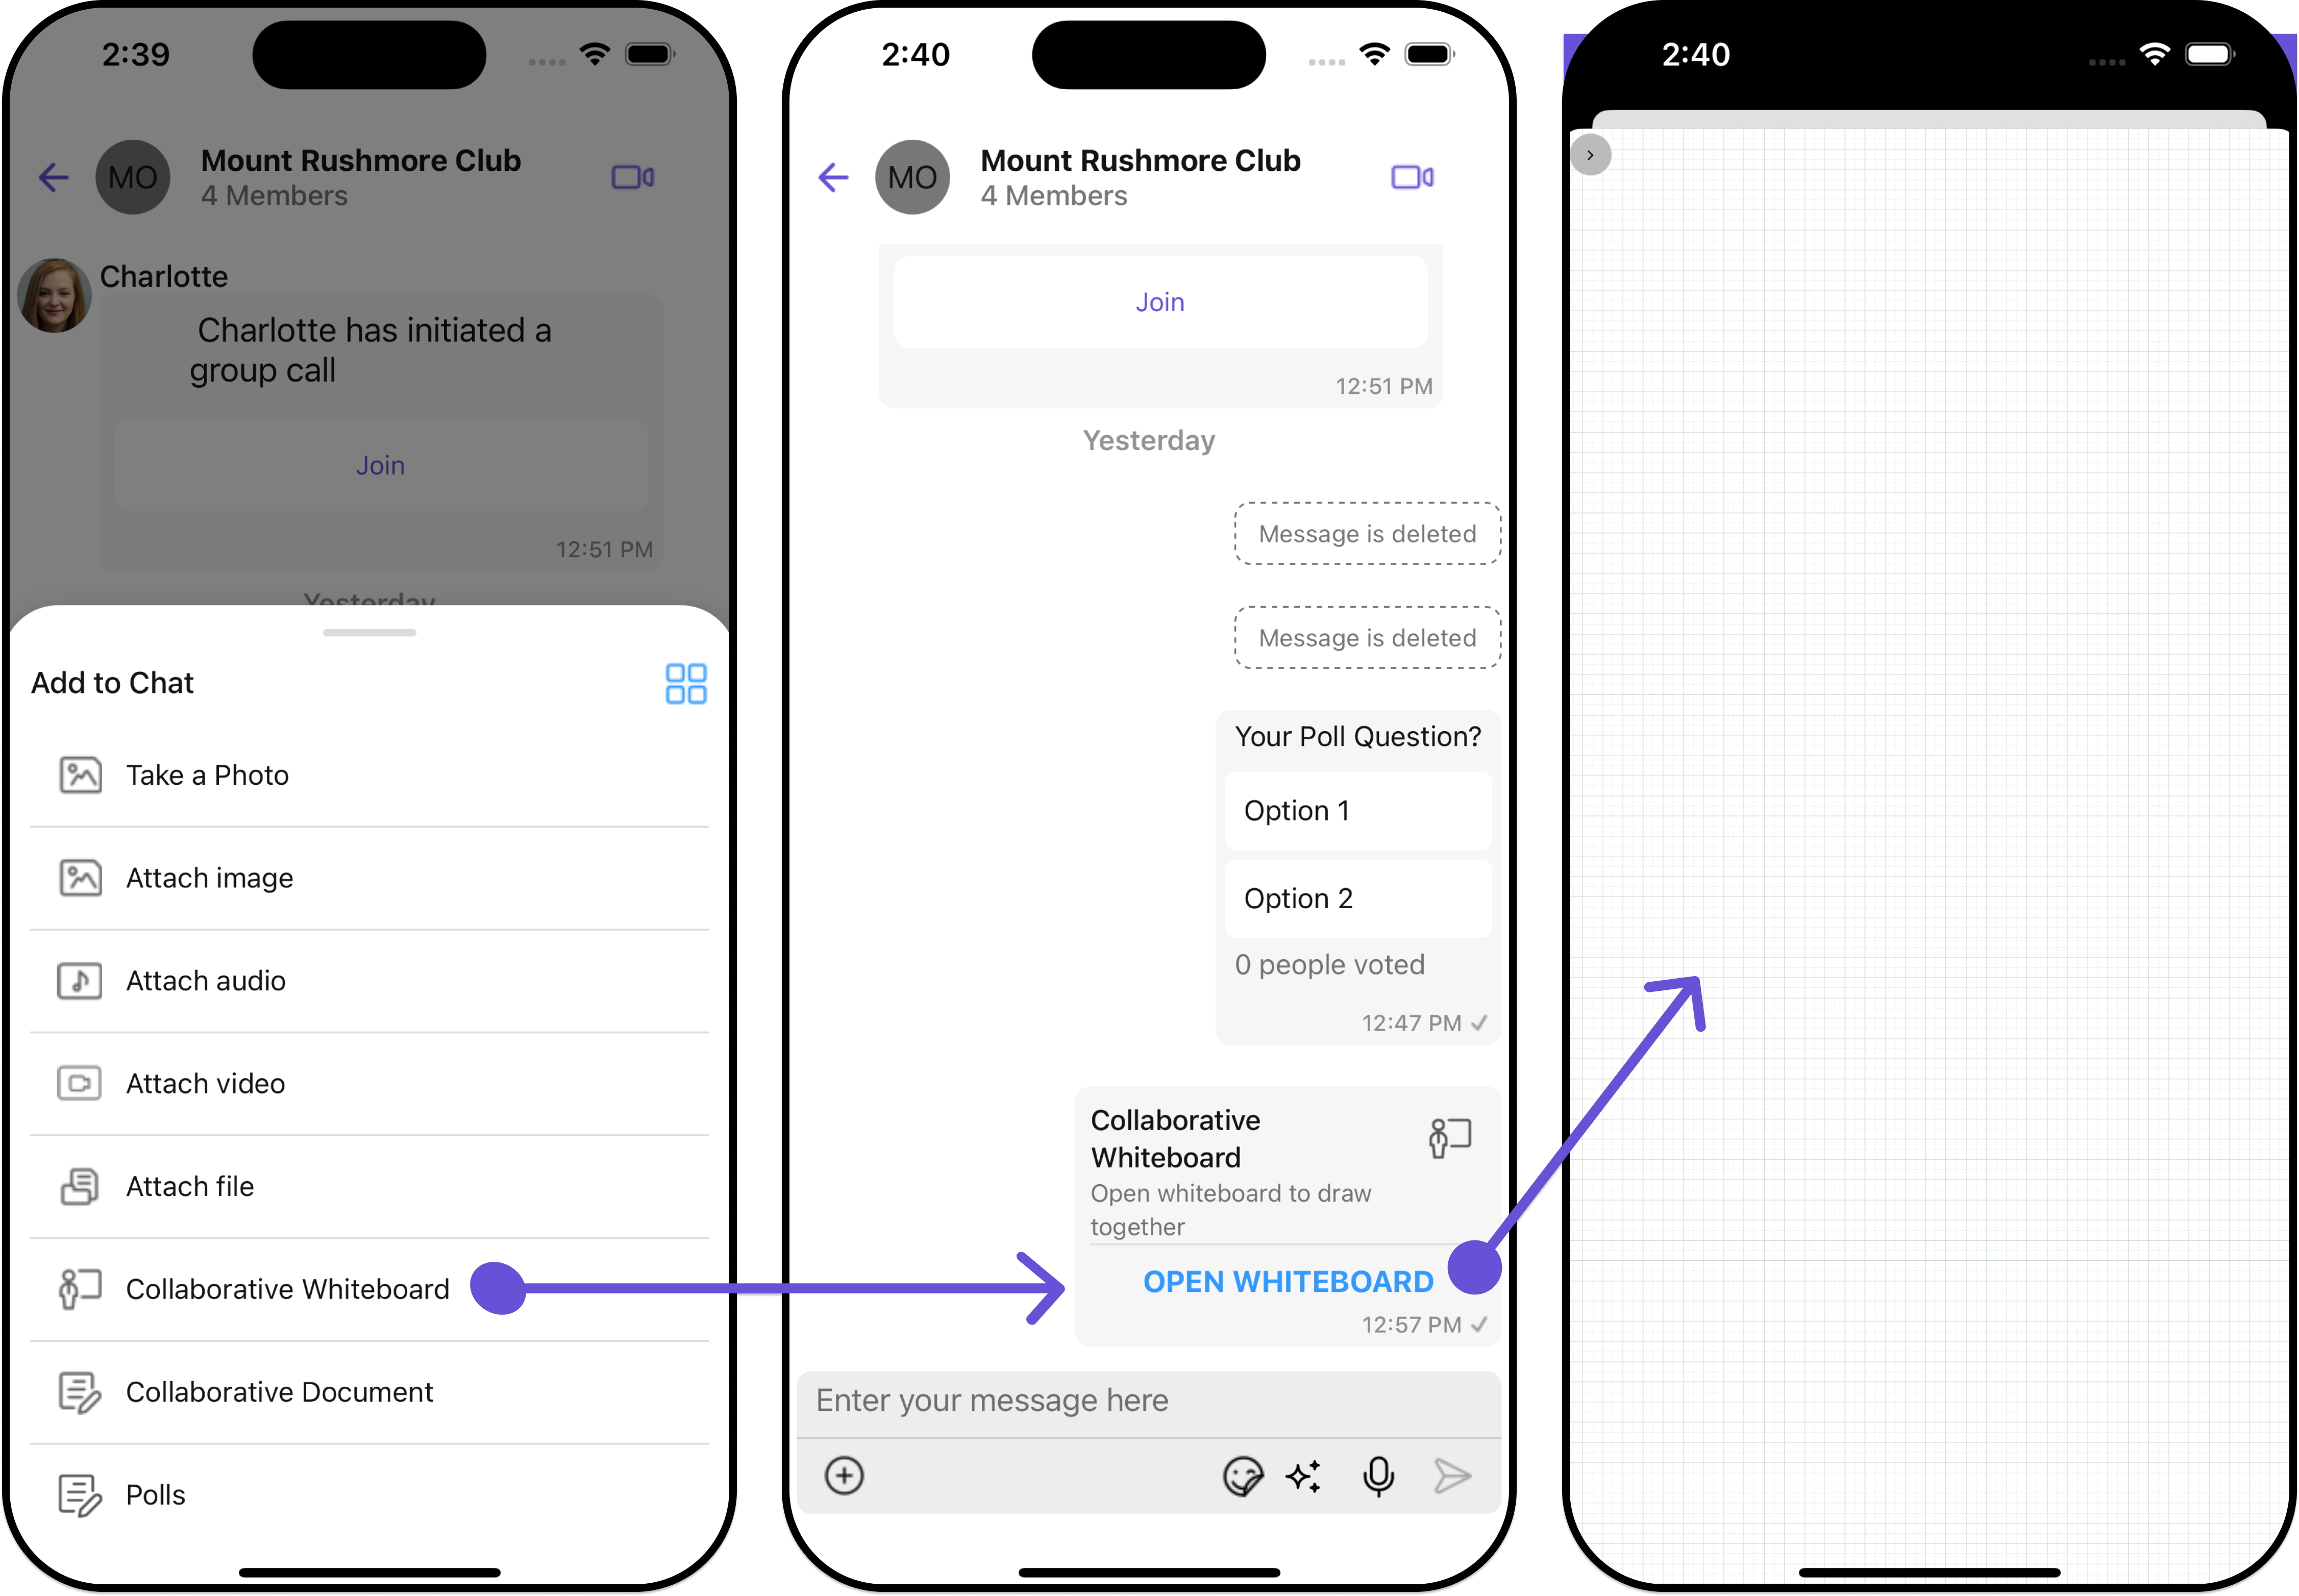 2:39
MO
Mount Rushmore Club
4 Members
Charlotte
Charlotte has initiated a
group call
Join
12:51 PM
Yesterday
Add to Chat
Take a Photo
Attach image
Attach audio
Attach video
Attach file
Collaborative Whiteboard
Collaborative Document
Polls
2:40
MO
Mount Rushmore Club
4 Members
Join
12:51 PM
Yesterday
Message is deleted
Message is deleted
Your Poll Question?
Option 1
Option 2
0 people voted
12:47 PM
Collaborative
Whiteboard
Open whiteboard to draw
together
OPEN WHITEBOARD
12:57 PM
Enter your message here
2:40